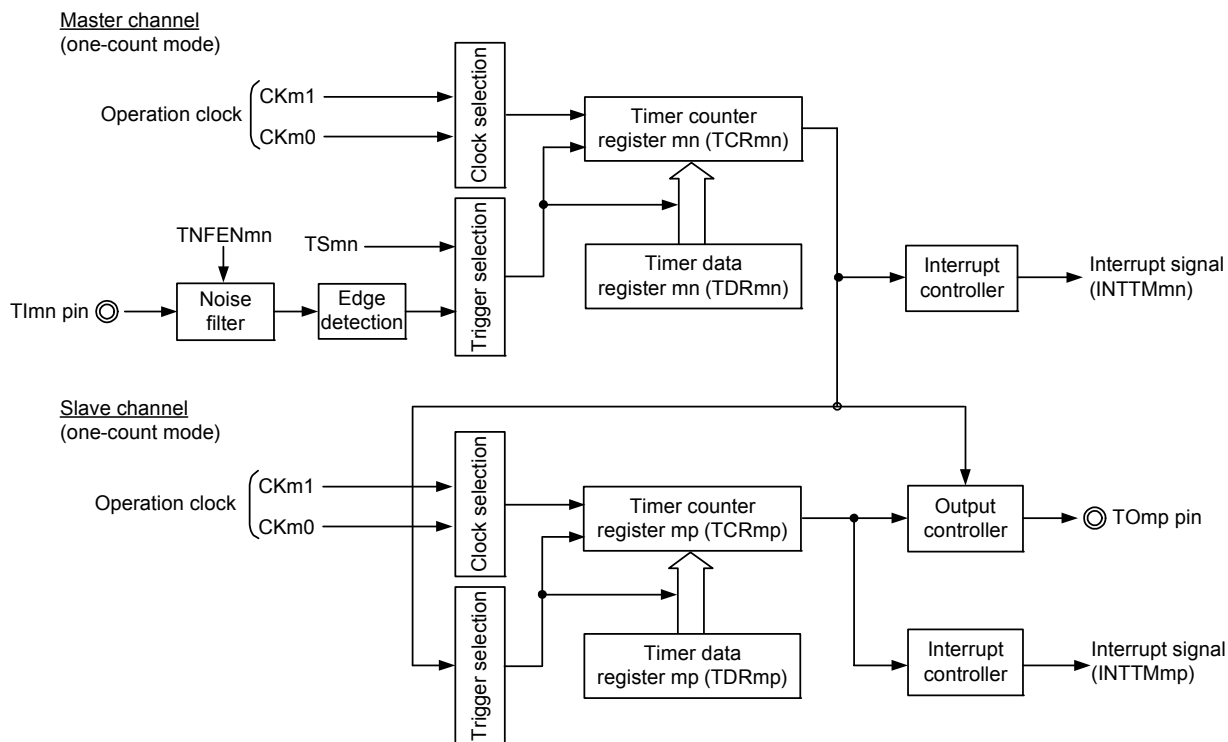 Master channel
(one-count mode)
Operation clock
CKm1
CKm0
Clock selection
Timer counter
register mn (TCRmn)
TNFENmn
TSmn
Trigger selection
Timer data
register mn (TDRmn)
Interrupt
controller
Interrupt signal
(INTTMmn)
TImn pin
Noise
filter
Edge
detection
Slave channel
(one-count mode)
Operation clock
CKm1
CKm0
Clock selection
Timer counter
register mp (TCRmp)
Output
controller
TOmp pin
Trigger selection
Timer data
register mp (TDRmp)
Interrupt
controller
Interrupt signal
(INTTMmp)